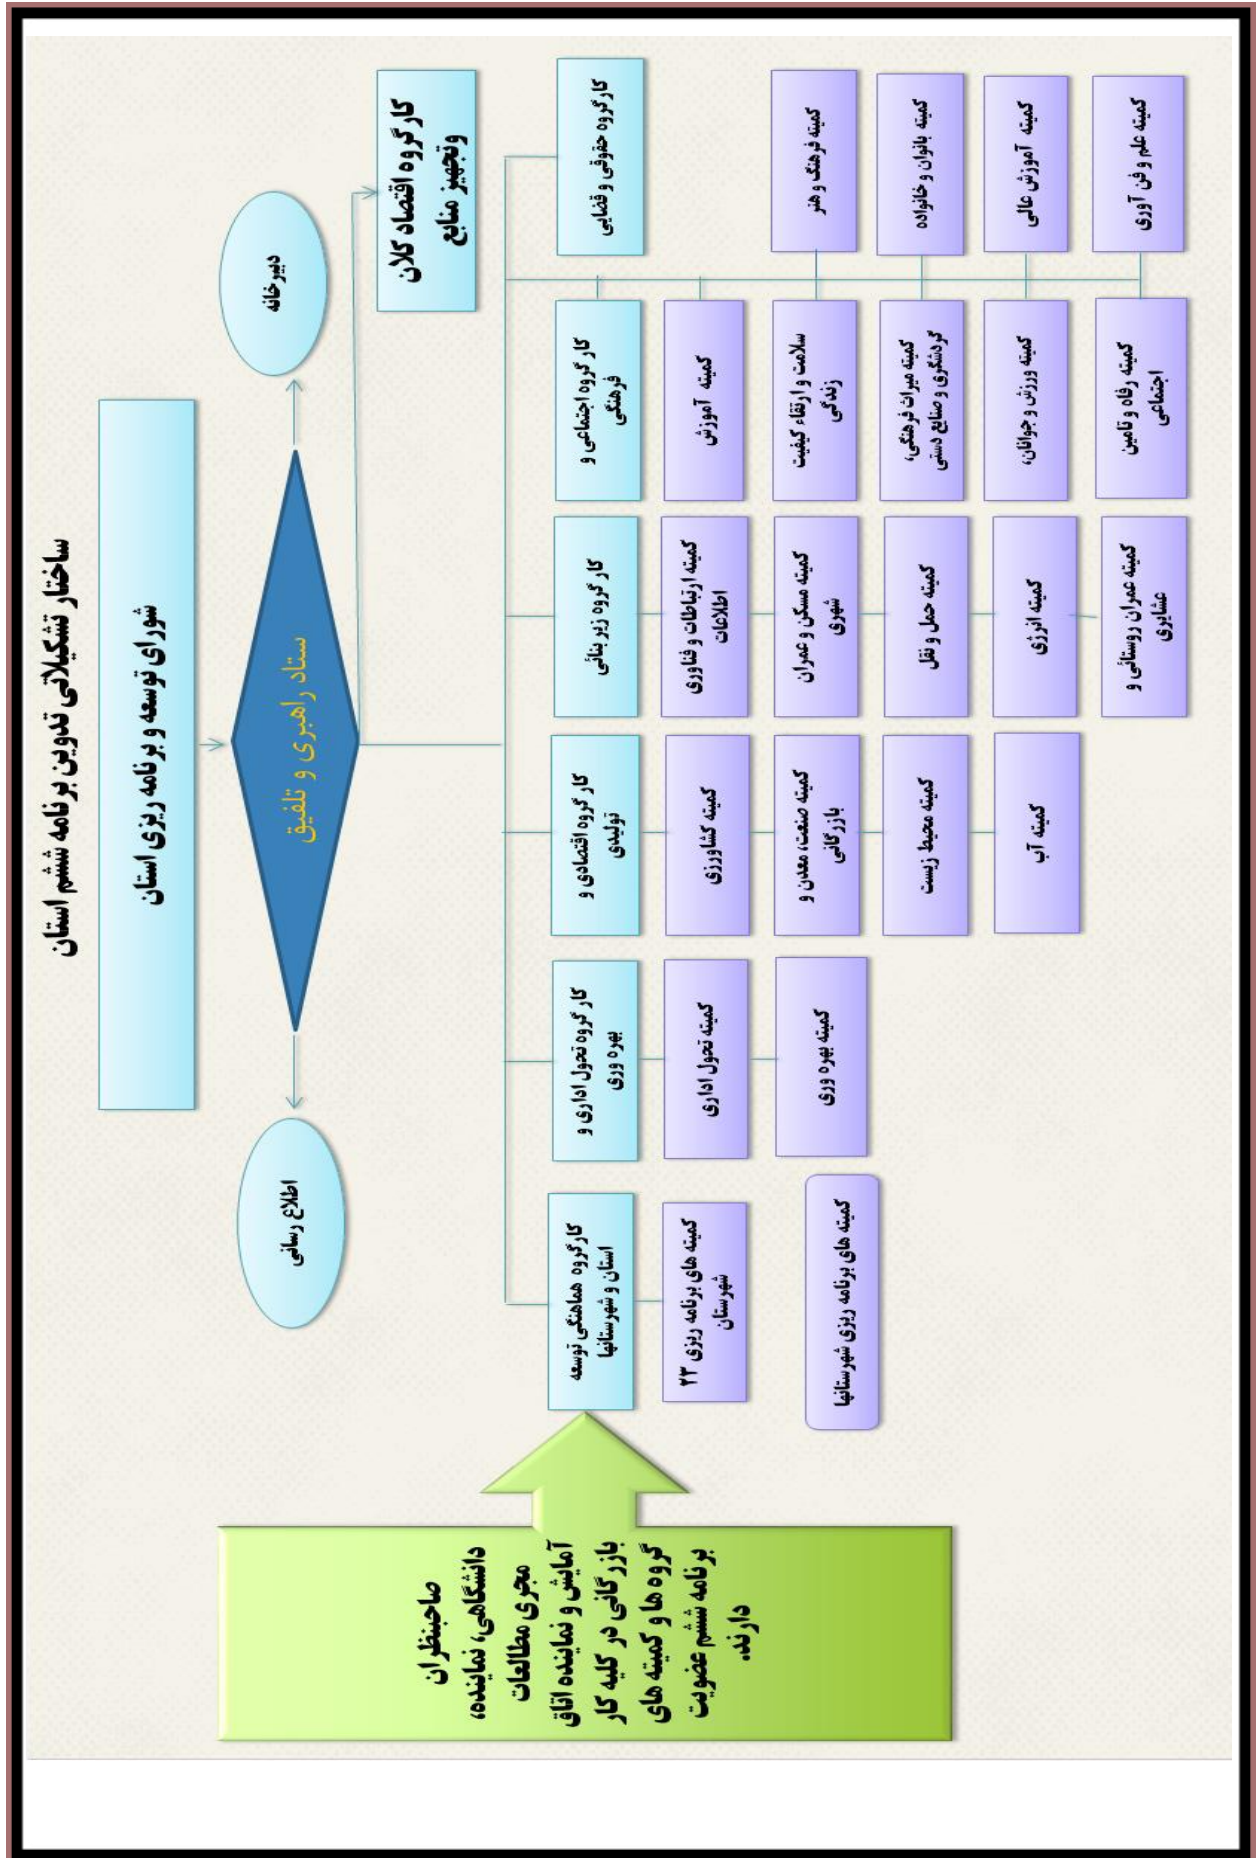 ساختار تشکیلاتی تدوین برنامه ششم استان
شورای توسعه و برنامه ریزی استان
ستاد راهبری و تلفیق
دبیرخانه
اطلاع رسانی
کارگروه اقتصاد کلان
وتجهیز منابع
کارگروه حقوقی و قضایی
کار گروه اجتماعی و
فرهنگی
کار گروه زیر بنائی
کار گروه اقتصادی و
تولیدی
کار گروه تحول اداری و
بهره وری
کارگروه هماهنگی توسعه
استان و شهرستانها
کمیته فرهنگ و هنر
کمیته بانوان و خانواده
کمیته آموزش عالی
کمیته علم و فن آوری
کمیته آموزش
سلامت و ارتقاء کیفیت
زندگی
کمیته میراث فرهنگی،
گردشگری و صنایع دستی
کمیته ورزش و جوانان،
کمیته رفاه و تامین
اجتماعی
کمیته ارتباطات و فناوری
اطلاعات
کمیته مسکن و عمران
شهری
کمیته حمل و نقل
کمیته انرژی
کمیته عمران روستائی و
عشایری
کمیته کشاورزی
کمیته صنعت، معدن و
بازرگانی
کمیته محیط زیست
کمیته آب
کمیته تحول اداری
کمیته بهره وری
کمیته های برنامه ریزی ۲۳
شهرستان
کمیته های برنامه ریزی شهرستانها
صاحبنظران
دانشگاهی، نماینده،
مجری مطالعات
آمایش و نماینده اتاق
بازرگانی در کلیه کار
گروه ها و کمیته های
برنامه ششم عضویت
دارند.